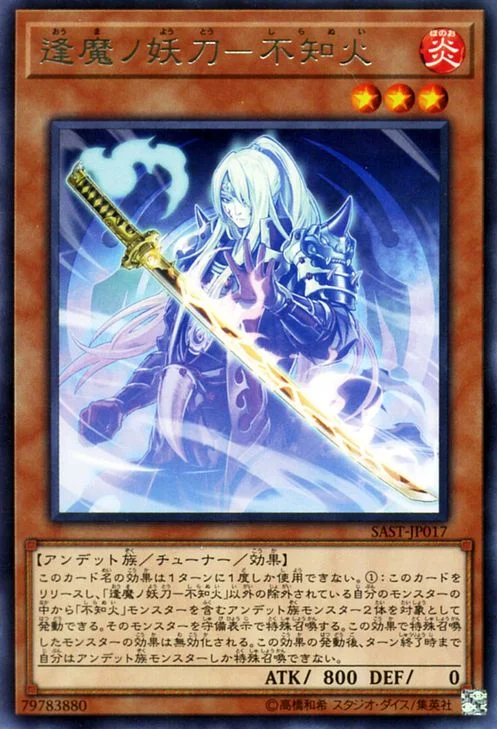 逢魔ノ妖刀－不知火
炎
SAST-JP017
【アンデット族／チューナー／効果】
このカード名の効果は１ターンに１度しか使用できない。①：このカードを
リリースし、「逢魔ノ妖刀－不知火」以外の除外されている自分のモンスターの
中から「不知火」モンスターを含むアンデット族モンスター２体を対象として
発動できる。そのモンスターを守備表示で特殊召喚する。この効果で特殊召喚
したモンスターの効果は無効化される。この効果の発動後、ターン終了時まで
自分はアンデット族モンスターしか特殊召喚できない。
ATK/ 800 DEF/ 0
79783880 ©高橋和希 スタジオ・ダイス/集英社